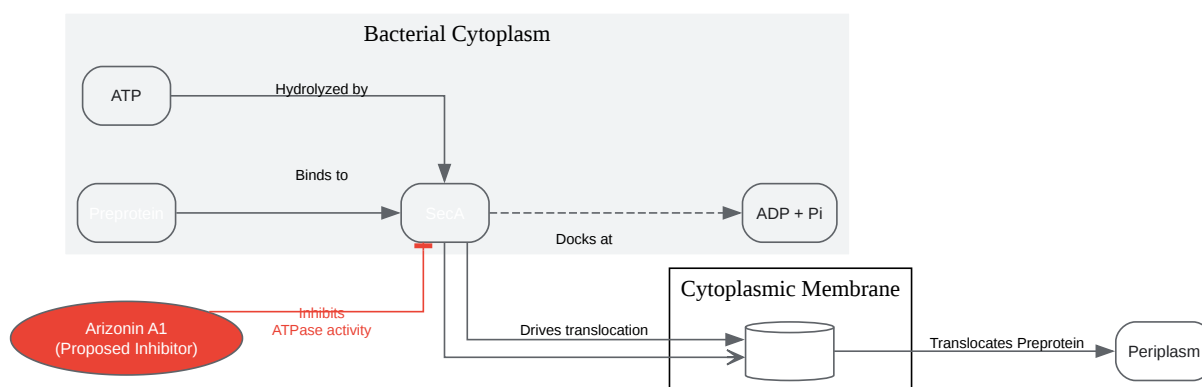 Bacterial Cytoplasm
ATP
Hydrolyzed by
Binds to
Preprotein
SecA
ADP + Pi
Docks at
Arizonin A1
(Proposed Inhibitor)
Inhibits
ATPase activity
Cytoplasmic Membrane
Drives translocation
Translocates Preprotein
Periplasm